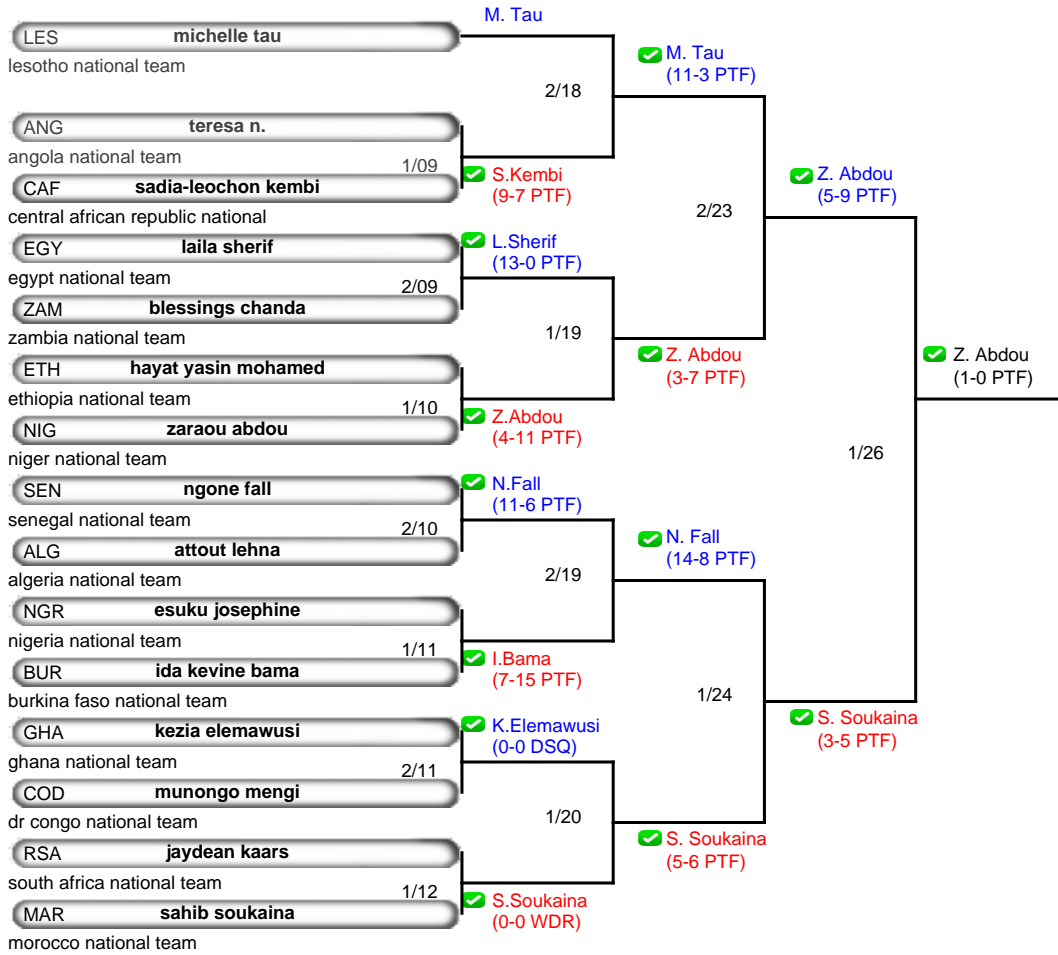 LES michelle tau
lesotho national team
ANG teresa n.
angola national team
1/09
CAF sadia-leochon kembi
central african republic national
EGY laila sherif
egypt national team
2/09
ZAM blessings chanda
zambia national team
ETH hayat yasin mohamed
ethiopia national team
1/10
NIG zaraou abdou
niger national team
SEN ngone fall
senegal national team
2/10
ALG attout lehna
algeria national team
NGR esuku josephine
nigeria national team
1/11
BUR ida kevine bama
burkina faso national team
GHA kezia elemawusi
ghana national team
2/11
COD munongo mengi
dr congo national team
RSA jaydean kaars
south africa national team
1/12
MAR sahib soukaina
morocco national team
M. Tau
2/18
S.Kembi
(9-7 PTF)
L.Sherif
(13-0 PTF)
1/19
Z.Abdou
(4-11 PTF)
N.Fall
(11-6 PTF)
2/19
I.Bama
(7-15 PTF)
K.Elemawusi
(0-0 DSQ)
1/20
S.Soukaina
(0-0 WDR)
M. Tau
(11-3 PTF)
2/23
Z. Abdou
(3-7 PTF)
N. Fall
(14-8 PTF)
1/24
S. Soukaina
(5-6 PTF)
Z. Abdou
(5-9 PTF)
1/26
S. Soukaina
(3-5 PTF)
Z. Abdou
(1-0 PTF)